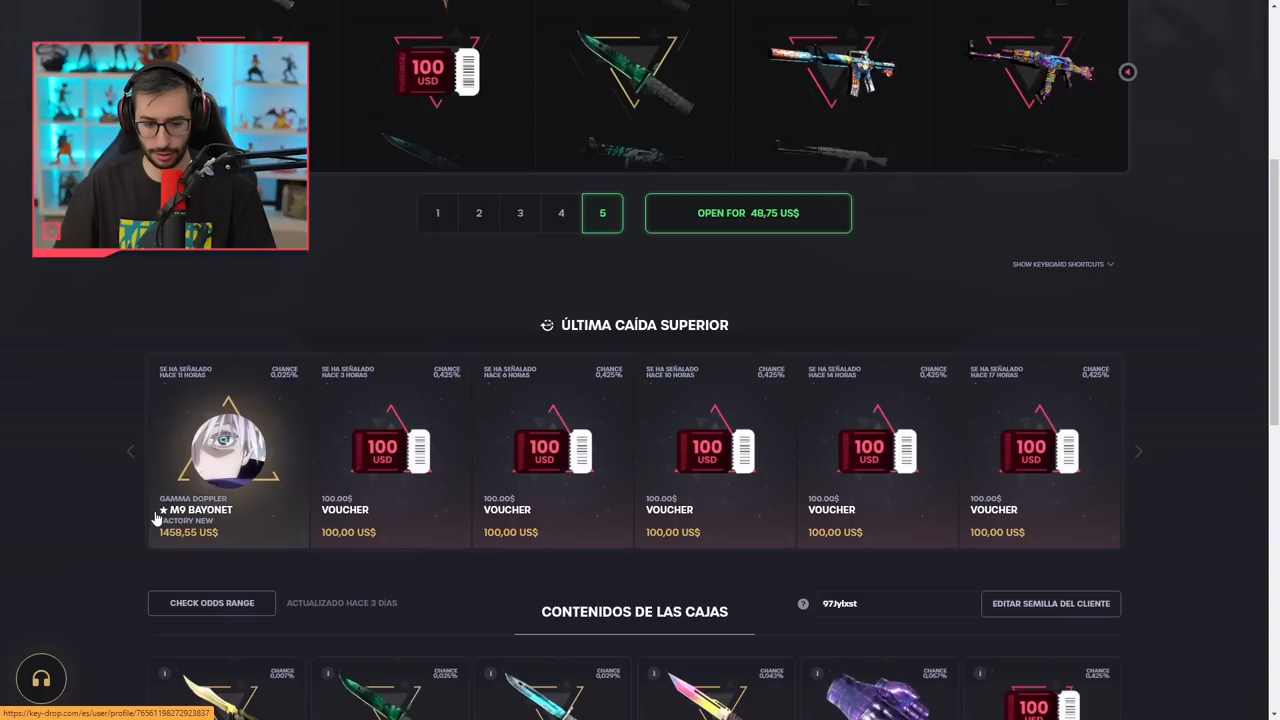 100
USD
1
2
3
4
5
OPEN FOR 48,75 US$
SHOW KEYBOARD SHORTCUTS
ÚLTIMA CAÍDA SUPERIOR
SE HA SEÑALADO
HACE 11 HORAS
CHANCE
0,025%
GAMMA DOPPLER
★ M9 BAYONET
FACTORY NEW
1458,55 US$
SE HA SEÑALADO
HACE 3 HORAS
CHANCE
0,425%
100
USD
100.00$
VOUCHER
100,00 US$
SE HA SEÑALADO
HACE 6 HORAS
CHANCE
0,425%
100
USD
100.00$
VOUCHER
100,00 US$
SE HA SEÑALADO
HACE 10 HORAS
CHANCE
0,425%
100
USD
100.00$
VOUCHER
100,00 US$
SE HA SEÑALADO
HACE 14 HORAS
CHANCE
0,425%
100
USD
100.00$
VOUCHER
100,00 US$
SE HA SEÑALADO
HACE 17 HORAS
CHANCE
0,425%
100
USD
100.00$
VOUCHER
100,00 US$
CHECK ODDS RANGE
ACTUALIZADO HACE 3 DÍAS
CONTENIDOS DE LAS CAJAS
? 97Jylxst
EDITAR SEMILLA DEL CLIENTE
i
CHANCE
0,007%
i
CHANCE
0,025%
i
CHANCE
0,029%
i
CHANCE
0,043%
i
CHANCE
0,057%
i
CHANCE
0,425%
100
https://key-drop.com/es/user/profile/76561198272923837